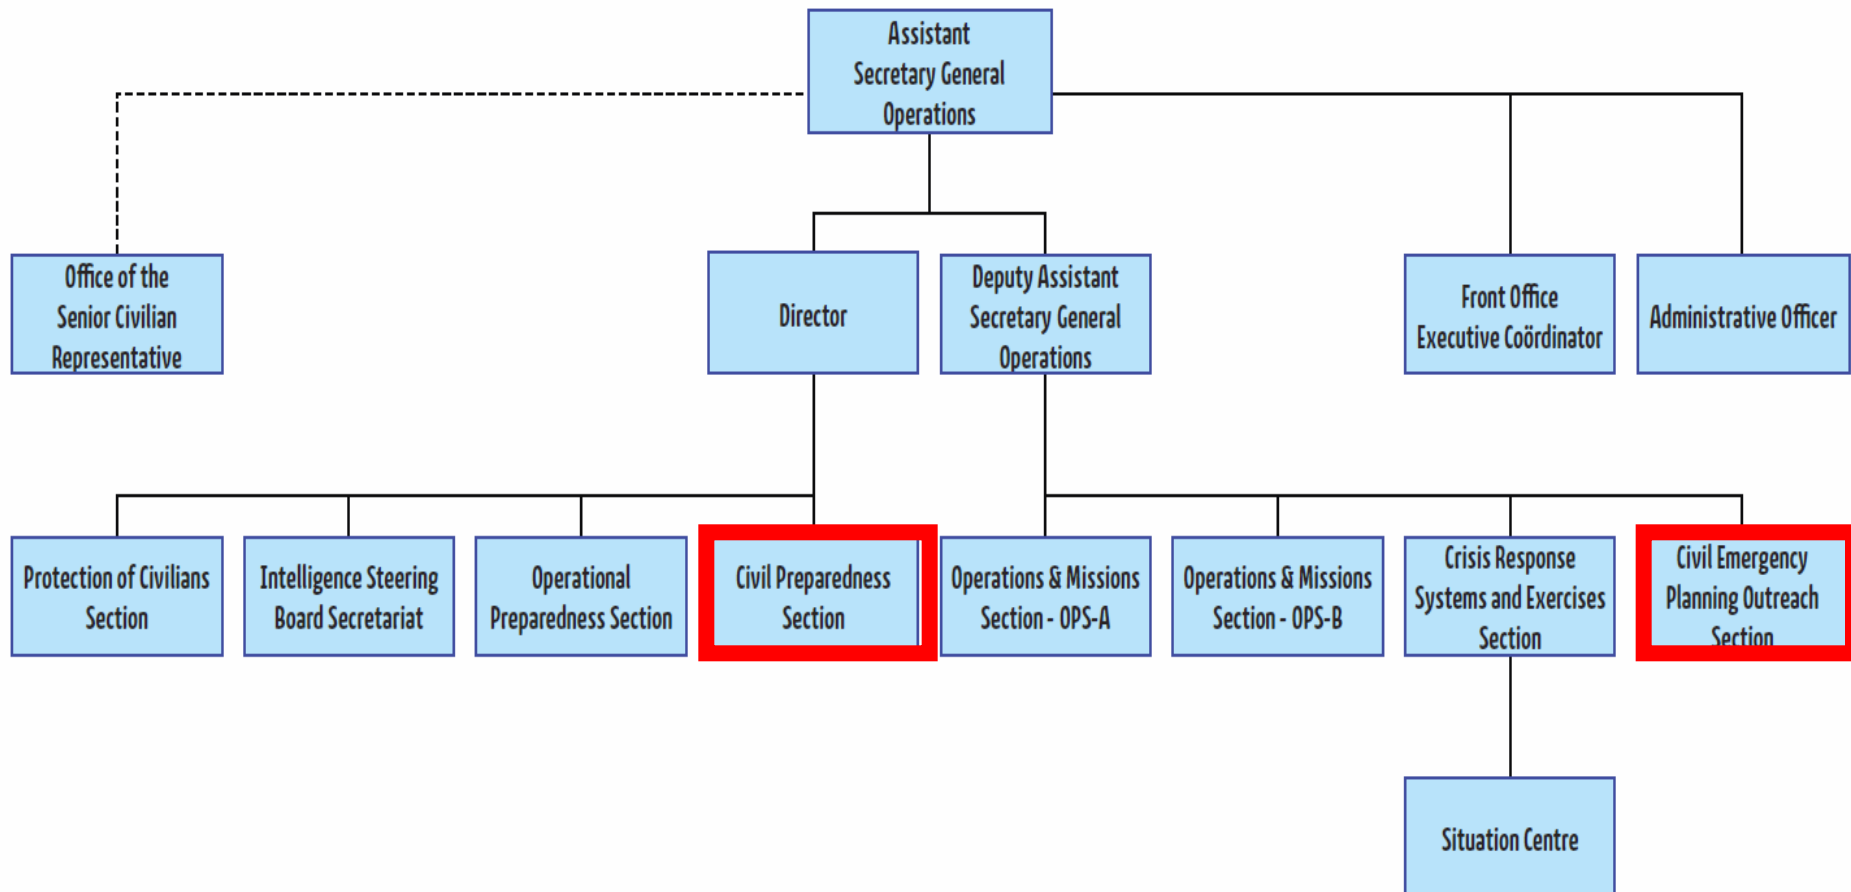 Assistant
Secretary General
Operations
Office of the
Senior Civilian
Representative
Director
Deputy Assistant
Secretary General
Operations
Front Office
Executive Coördinator
Administrative Officer
Protection of Civilians
Section
Intelligence Steering
Board Secretariat
Operational
Preparedness Section
Civil Preparedness
Section
Operations & Missions
Section - OPS-A
Operations & Missions
Section - OPS-B
Crisis Response
Systems and Exercises
Section
Civil Emergency
Planning Outreach
Section
Situation Centre